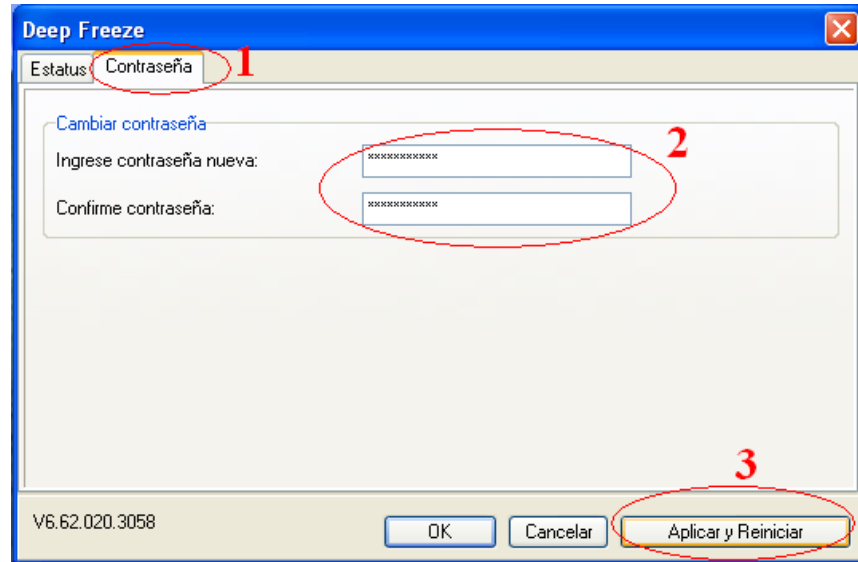 Deep Freeze
Estatus Contraseña 1
Cambiar contraseña
2
Ingrese contraseña nueva: ***********
Confirme contraseña: ***********
3
V6.62.020.3058 OK Cancelar Aplicar y Reiniciar